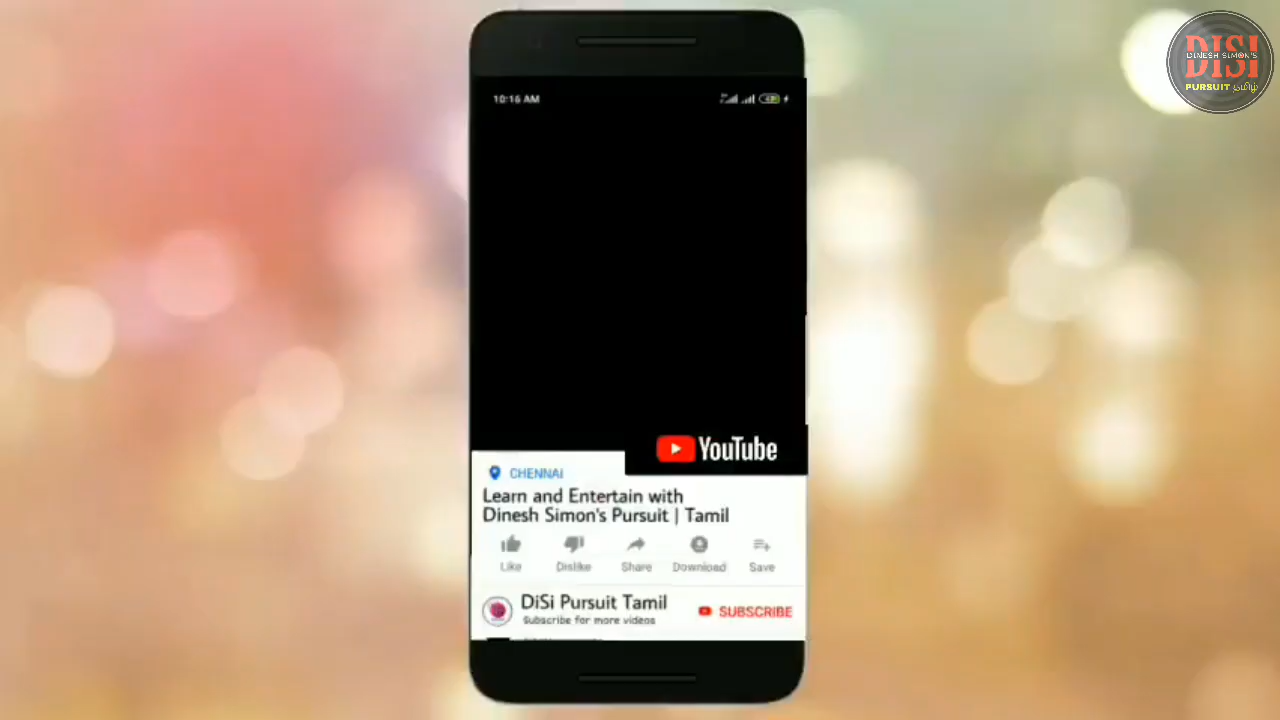 DISI
DINESH SIMON'S
PURSUIT தமிழ்
10:16 AM
YouTube
CHENNAI
Learn and Entertain with
Dinesh Simon's Pursuit | Tamil
Like Dislike Share Download Save
DiSi Pursuit Tamil
SUBSCRIBE
Subscribe for more videos